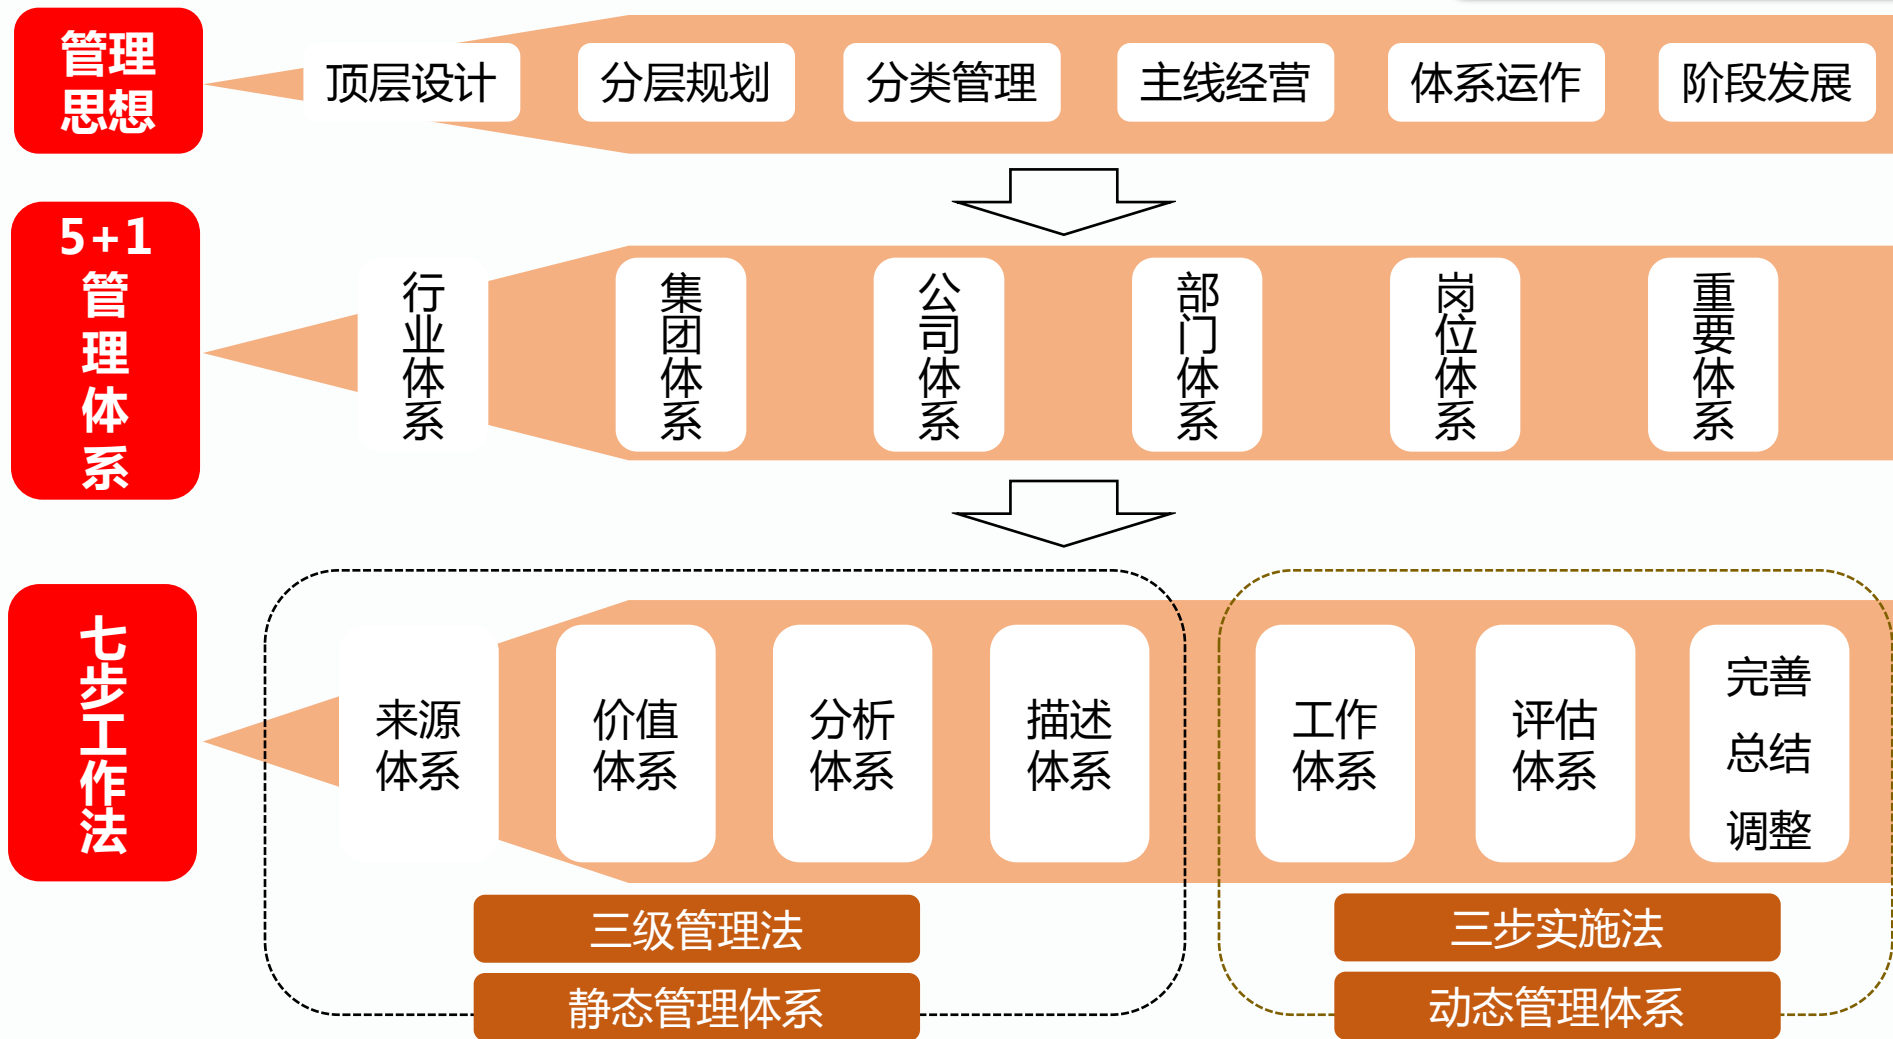 管理
思想
顶层设计
分层规划
分类管理
主线经营
体系运作
阶段发展
5+1
管
理
体
系
行业体系
集团体系
公司体系
部门体系
岗位体系
重要体系
七步工作法
来源
体系
价值
体系
分析
体系
描述
体系
工作
体系
评估
体系
完善
总结
调整
三级管理法
静态管理体系
三步实施法
动态管理体系